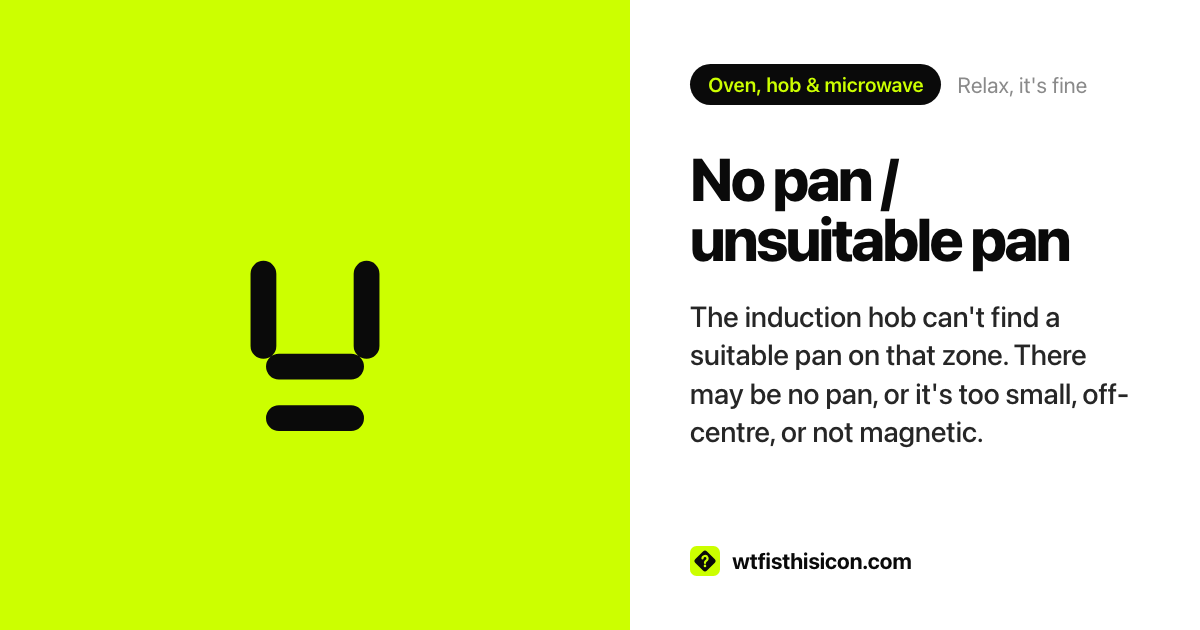 Oven, hob & microwave
Relax, it's fine
No pan /
unsuitable pan
The induction hob can't find a
suitable pan on that zone. There
may be no pan, or it's too small, off-
centre, or not magnetic.
?
wtfisthisicon.com